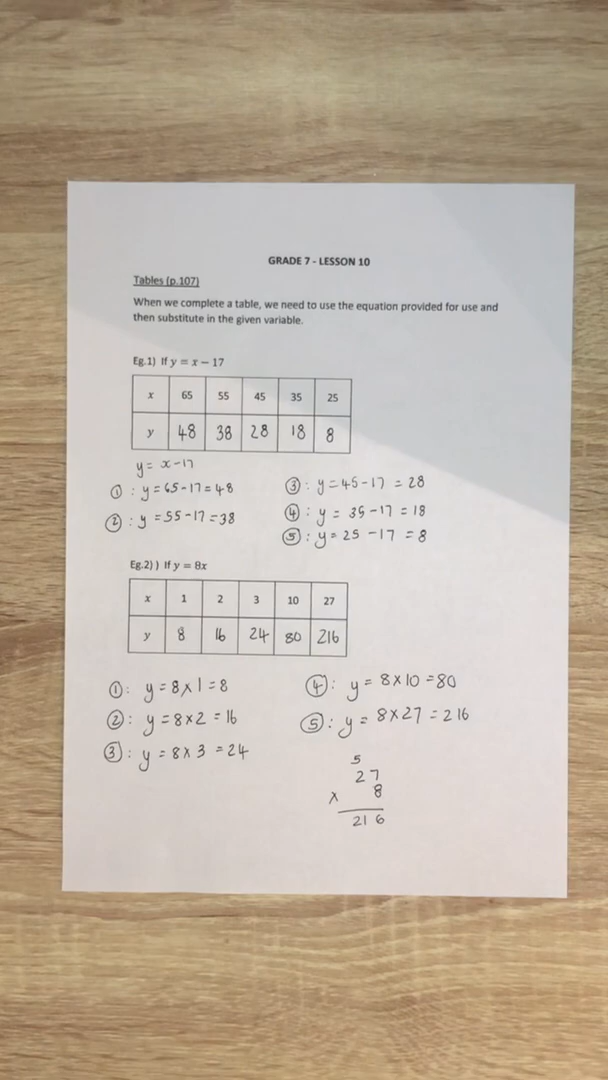 GRADE 7 - LESSON 10
Tables (p.107)
When we complete a table, we need to use the equation provided for use and
then substitute in the given variable.
Eg.1) If y = x − 17
x 65 55 45 35 25
y 48 38 28 18 8
y = x - 17
① : y = 65 - 17 = 48
② : y = 55 - 17 = 38
③ : y = 45 - 17 = 28
④ : y = 35 - 17 = 18
⑤ : y = 25 - 17 = 8
Eg.2) ) If y = 8x
x 1 2 3 10 27
y 8 16 24 80 216
① : y = 8 x 1 = 8
② : y = 8 x 2 = 16
③ : y = 8 x 3 = 24
④ : y = 8 x 10 = 80
⑤ : y = 8 x 27 = 216
5
27
x 8
216